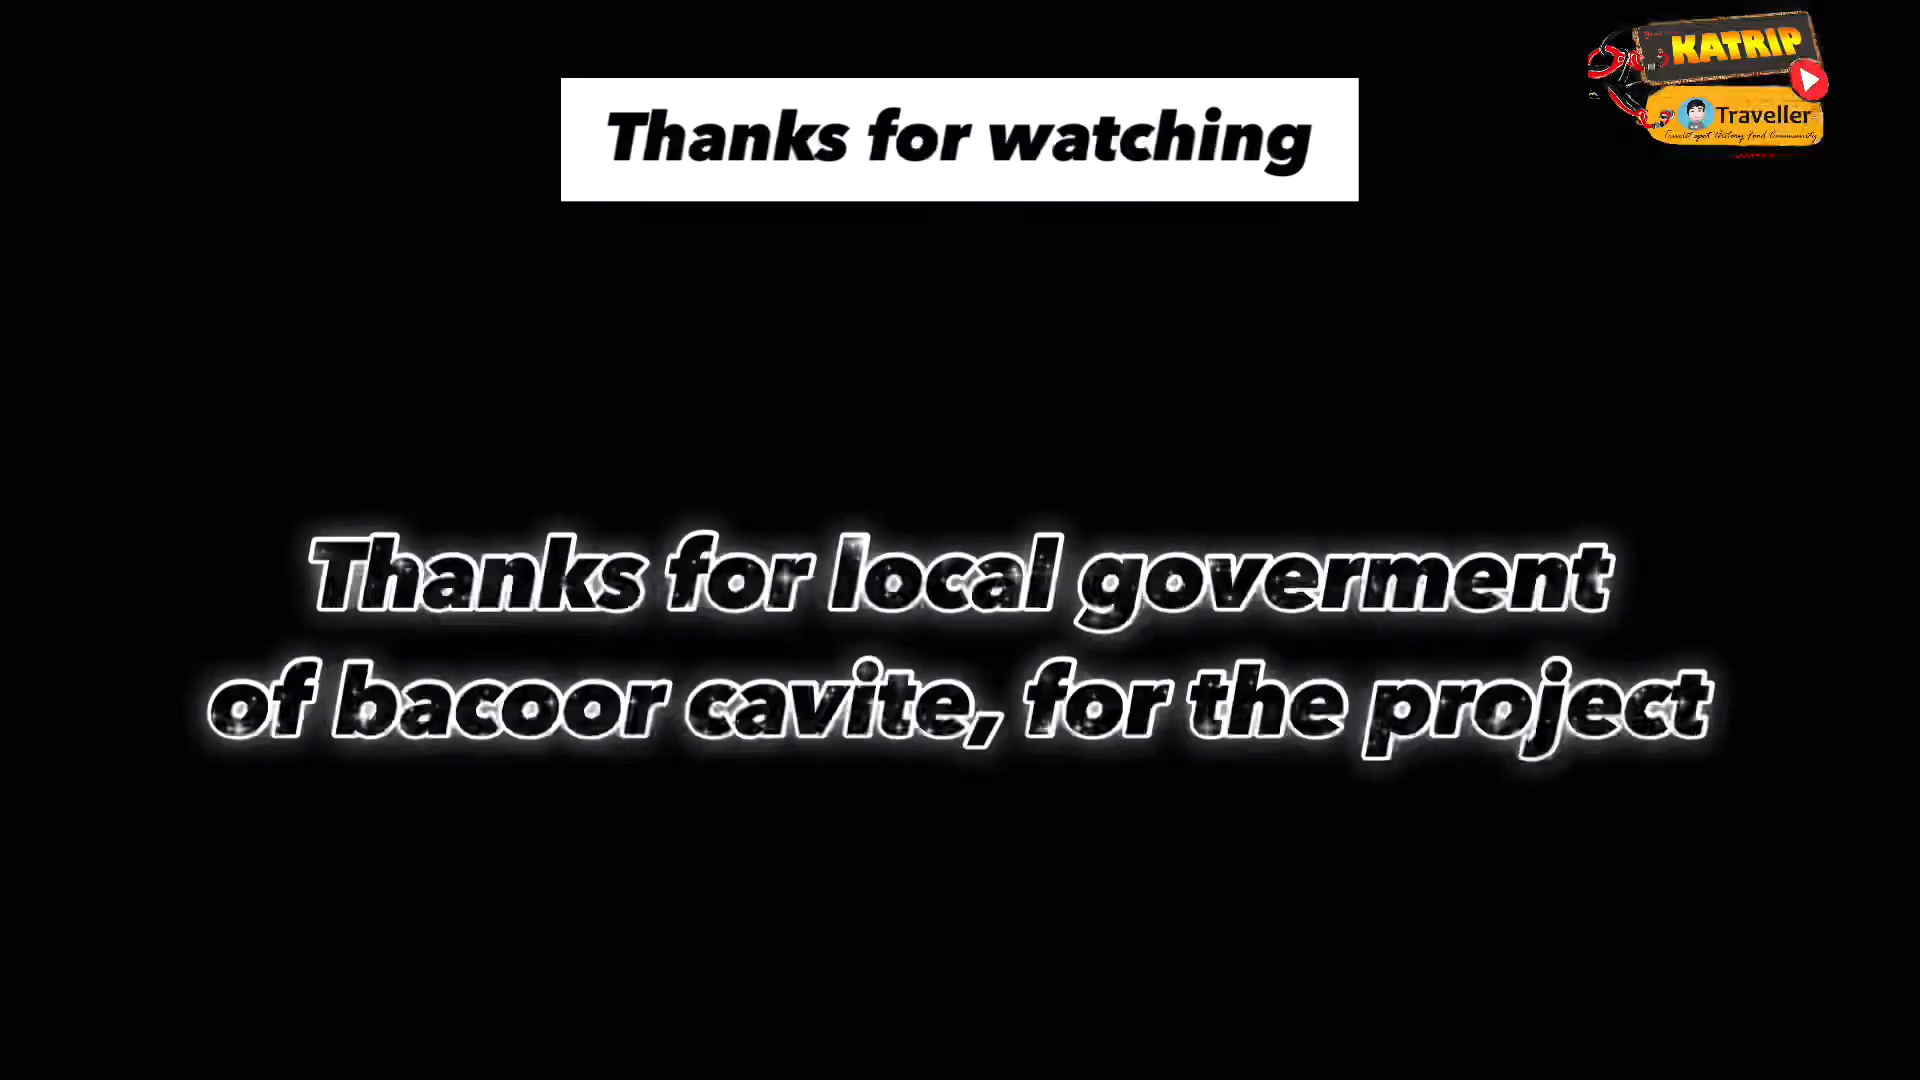 KATRIP
Thanks for watching
Traveller
Thanks for local goverment
of bacoor cavite, for the project